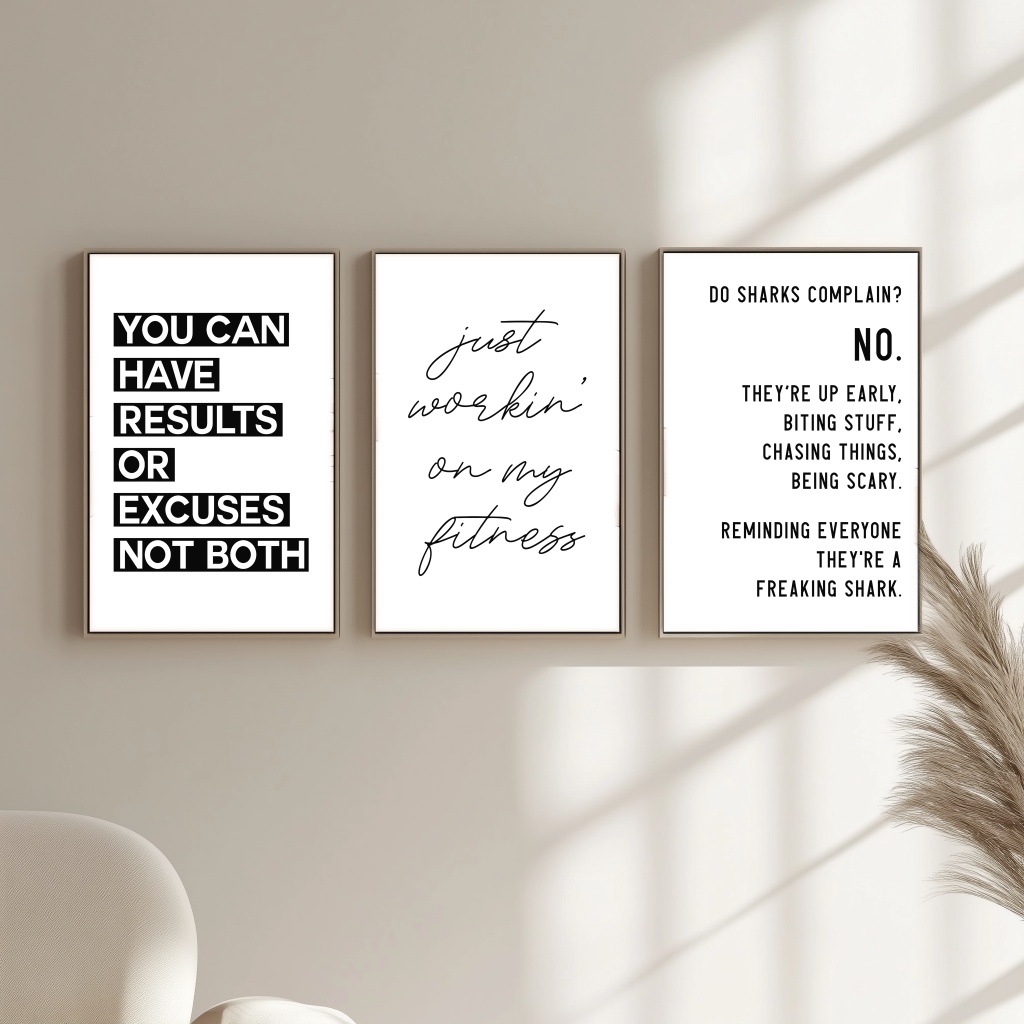 YOU CAN
HAVE
RESULTS
OR
EXCUSES
NOT BOTH
just
workin'
on my
fitness
DO SHARKS COMPLAIN?
NO.
THEY'RE UP EARLY,
BITING STUFF,
CHASING THINGS,
BEING SCARY.
REMINDING EVERYONE
THEY'RE A
FREAKING SHARK.